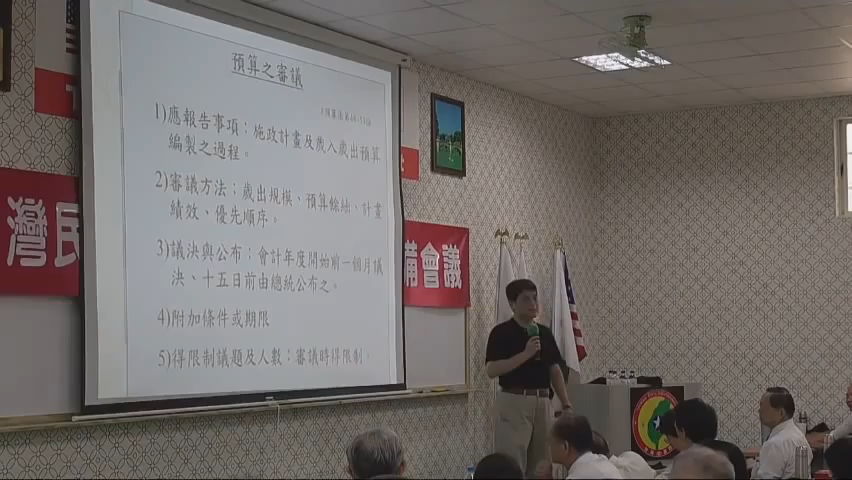 預算之審議
1)應報告事項：施政計畫及歲入歲出預算
編製之過程。
2)審議方法：歲出規模、預算餘絀、計畫
績效、優先順序。
3)議決與公布：會計年度開始前一個月議
決、十五日前由總統公布之。
4)附加條件或期限
5)得限制議題及人數：審議時得限制。
灣民
備會議